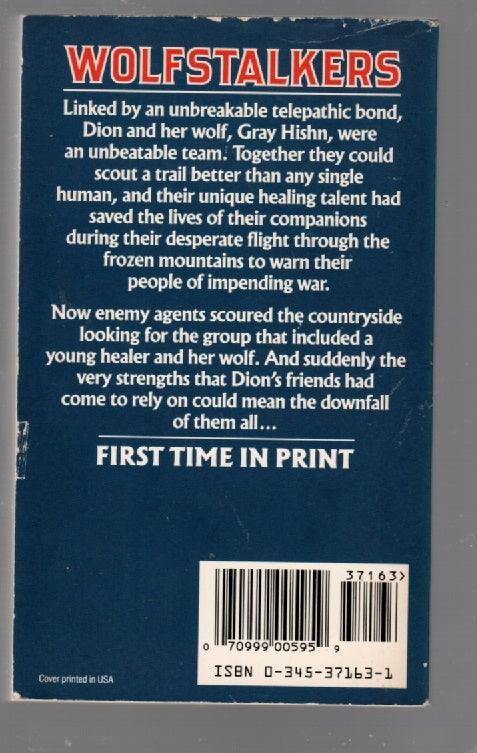 WOLFSTALKERS
Linked by an unbreakable telepathic bond,
Dion and her wolf, Gray Hishn, were
an unbeatable team. Together they could
scout a trail better than any single
human, and their unique healing talent had
saved the lives of their companions
during their desperate flight through the
frozen mountains to warn their
people of impending war.
Now enemy agents scoured the countryside
looking for the group that included a
young healer and her wolf. And suddenly the
very strengths that Dion's friends had
come to rely on could mean the downfall
of them all...
FIRST TIME IN PRINT
37163>
0 70999 00595 9
ISBN 0-345-37163-1
Cover printed in USA